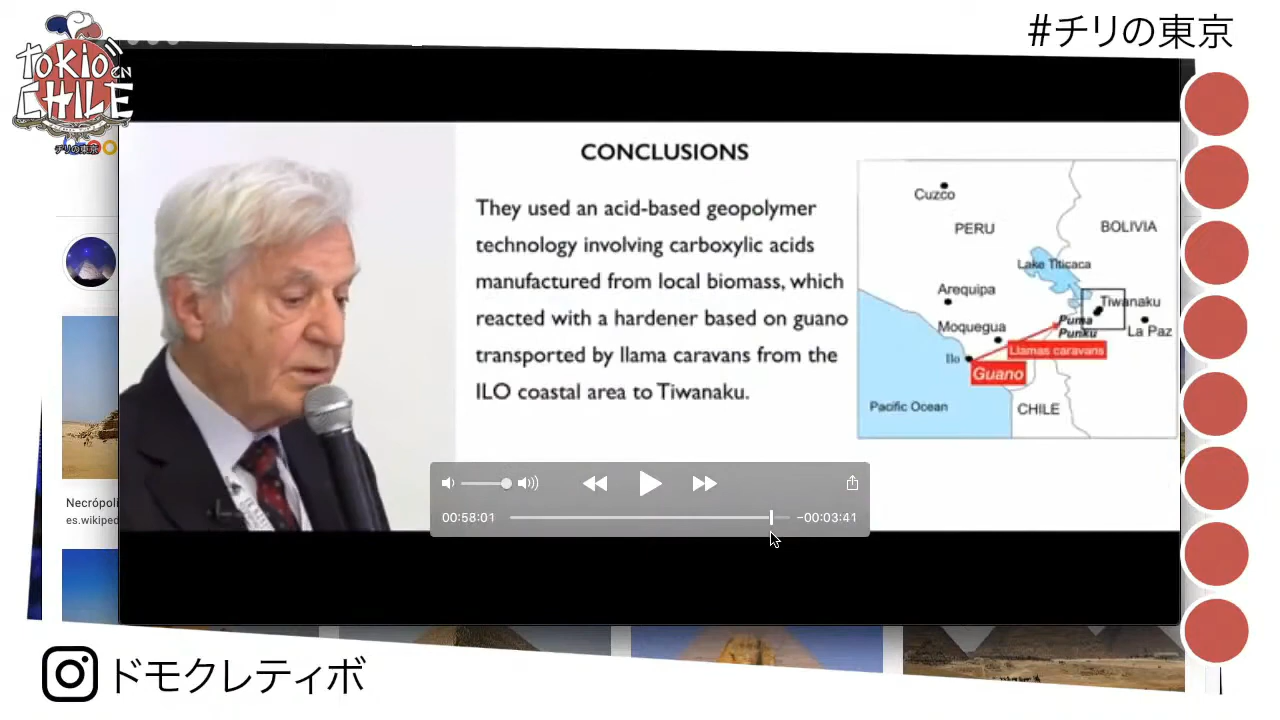 #チリの東京
TOKIO
EN
CHILE
チリの東京
CONCLUSIONS
They used an acid-based geopolymer
technology involving carboxylic acids
manufactured from local biomass, which
reacted with a hardener based on guano
transported by llama caravans from the
ILO coastal area to Tiwanaku.
Cuzco
PERU
BOLIVIA
Lake Titicaca
Arequipa
Tiwanaku
Moquegua
Puma
Punku
La Paz
Ilo
Llamas caravans
Guano
Pacific Ocean
CHILE
00:58:01
-00:03:41
Necrópoli
es.wikiped
ドモクレティボ